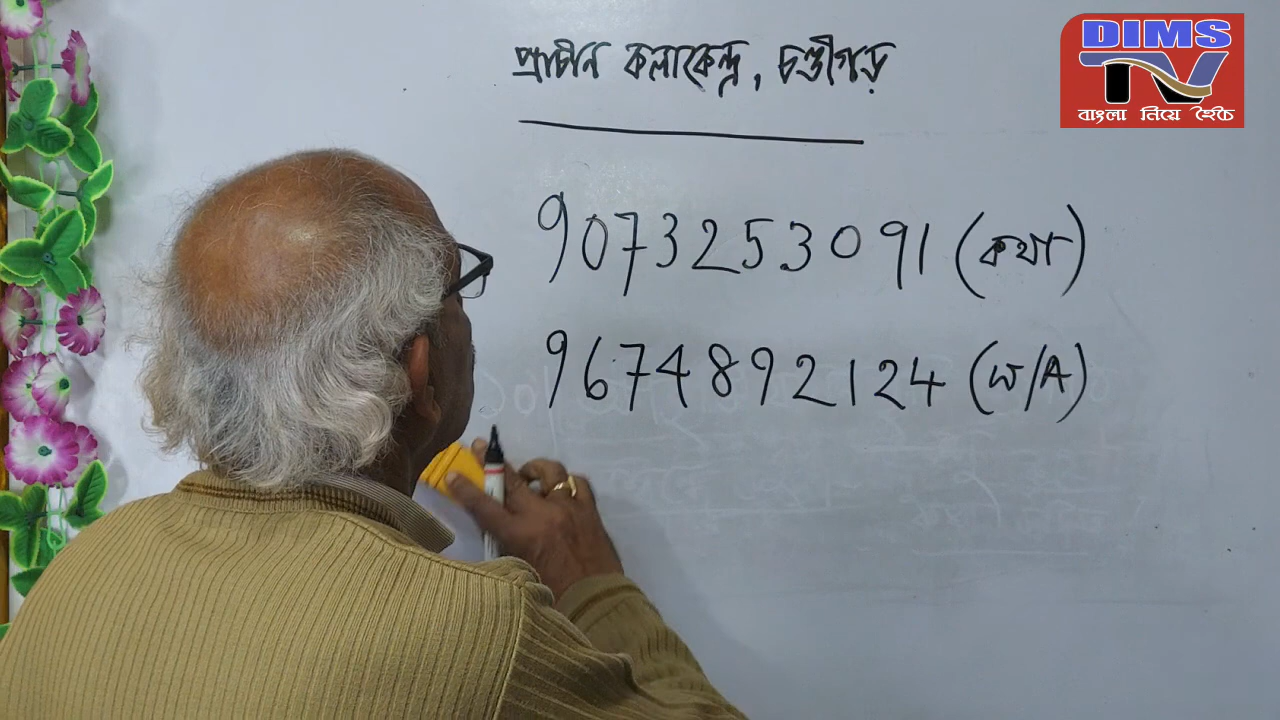 প্রাচীন কলাকেন্দ্র, চণ্ডীগড়
DIMS
TV
বাংলা নিয়ে হৈচৈ
9073253091 (কথা)
9674892124 (W/A)